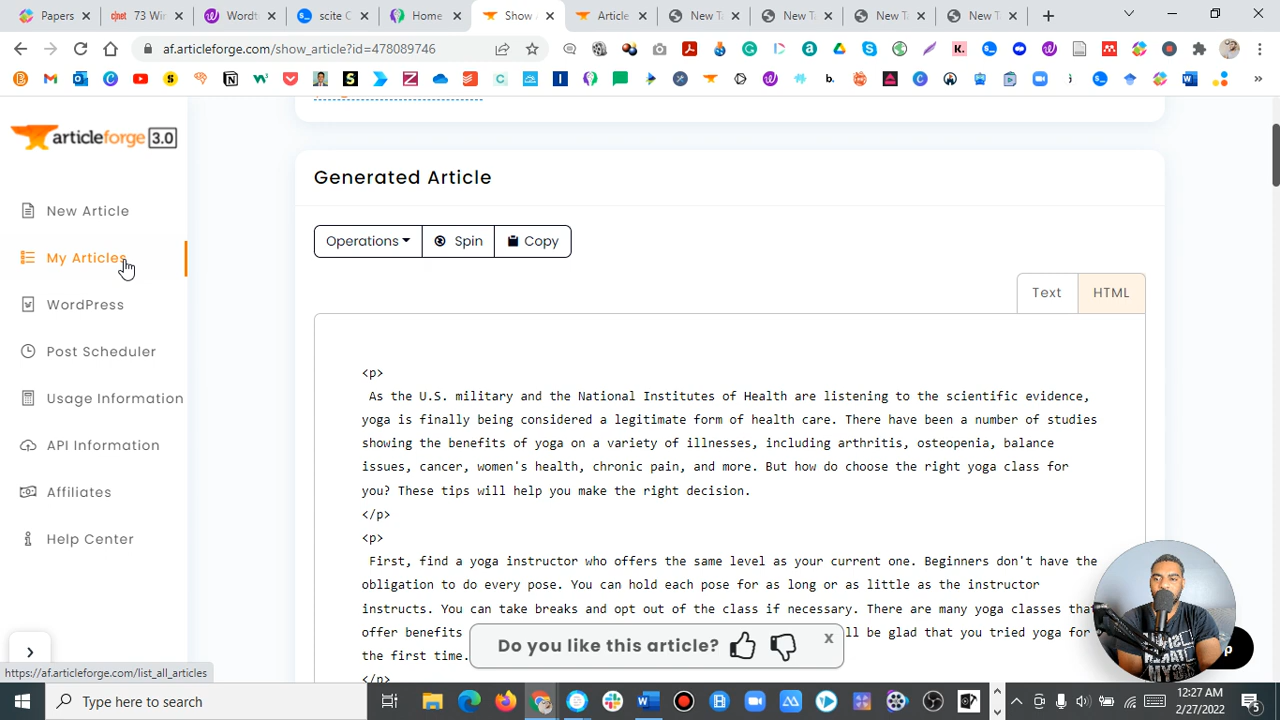 Papers
73 Win
Wordt
scite C
Home
Show A
Article
New T
New T
New T
New T
af.articleforge.com/show_article?id=478089746
articleforge 3.0
New Article
My Articles
WordPress
Post Scheduler
Usage Information
API Information
Affiliates
Help Center
Generated Article
Operations
Spin
Copy
Text
HTML
<p>
As the U.S. military and the National Institutes of Health are listening to the scientific evidence,
yoga is finally being considered a legitimate form of health care. There have been a number of studies
showing the benefits of yoga on a variety of illnesses, including arthritis, osteopenia, balance
issues, cancer, women's health, chronic pain, and more. But how do choose the right yoga class for
you? These tips will help you make the right decision.
</p>
<p>
First, find a yoga instructor who offers the same level as your current one. Beginners don't have the
obligation to do every pose. You can hold each pose for as long or as little as the instructor
instructs. You can take breaks and opt out of the class if necessary. There are many yoga classes that
offer benefits
ll be glad that you tried yoga for
the first time.
</p>
Do you like this article?
x
https://af.articleforge.com/list_all_articles
Type here to search
12:27 AM
2/27/2022
5